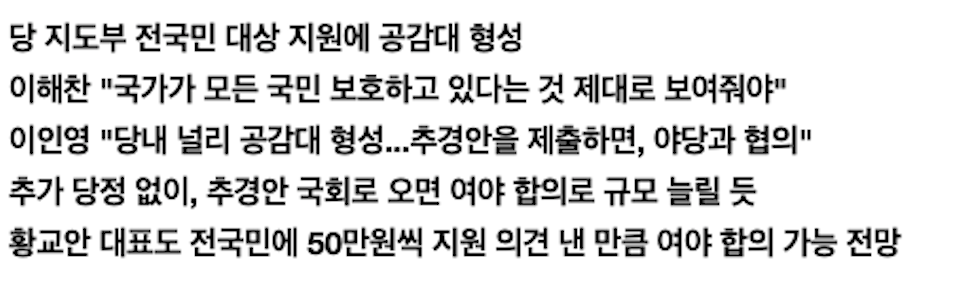 당 지도부 전국민 대상 지원에 공감대 형성
이해찬 "국가가 모든 국민 보호하고 있다는 것 제대로 보여줘야"
이인영 "당내 널리 공감대 형성...추경안을 제출하면, 야당과 협의"
추가 당정 없이, 추경안 국회로 오면 여야 합의로 규모 늘릴 듯
황교안 대표도 전국민에 50만원씩 지원 의견 낸 만큼 여야 합의 가능 전망